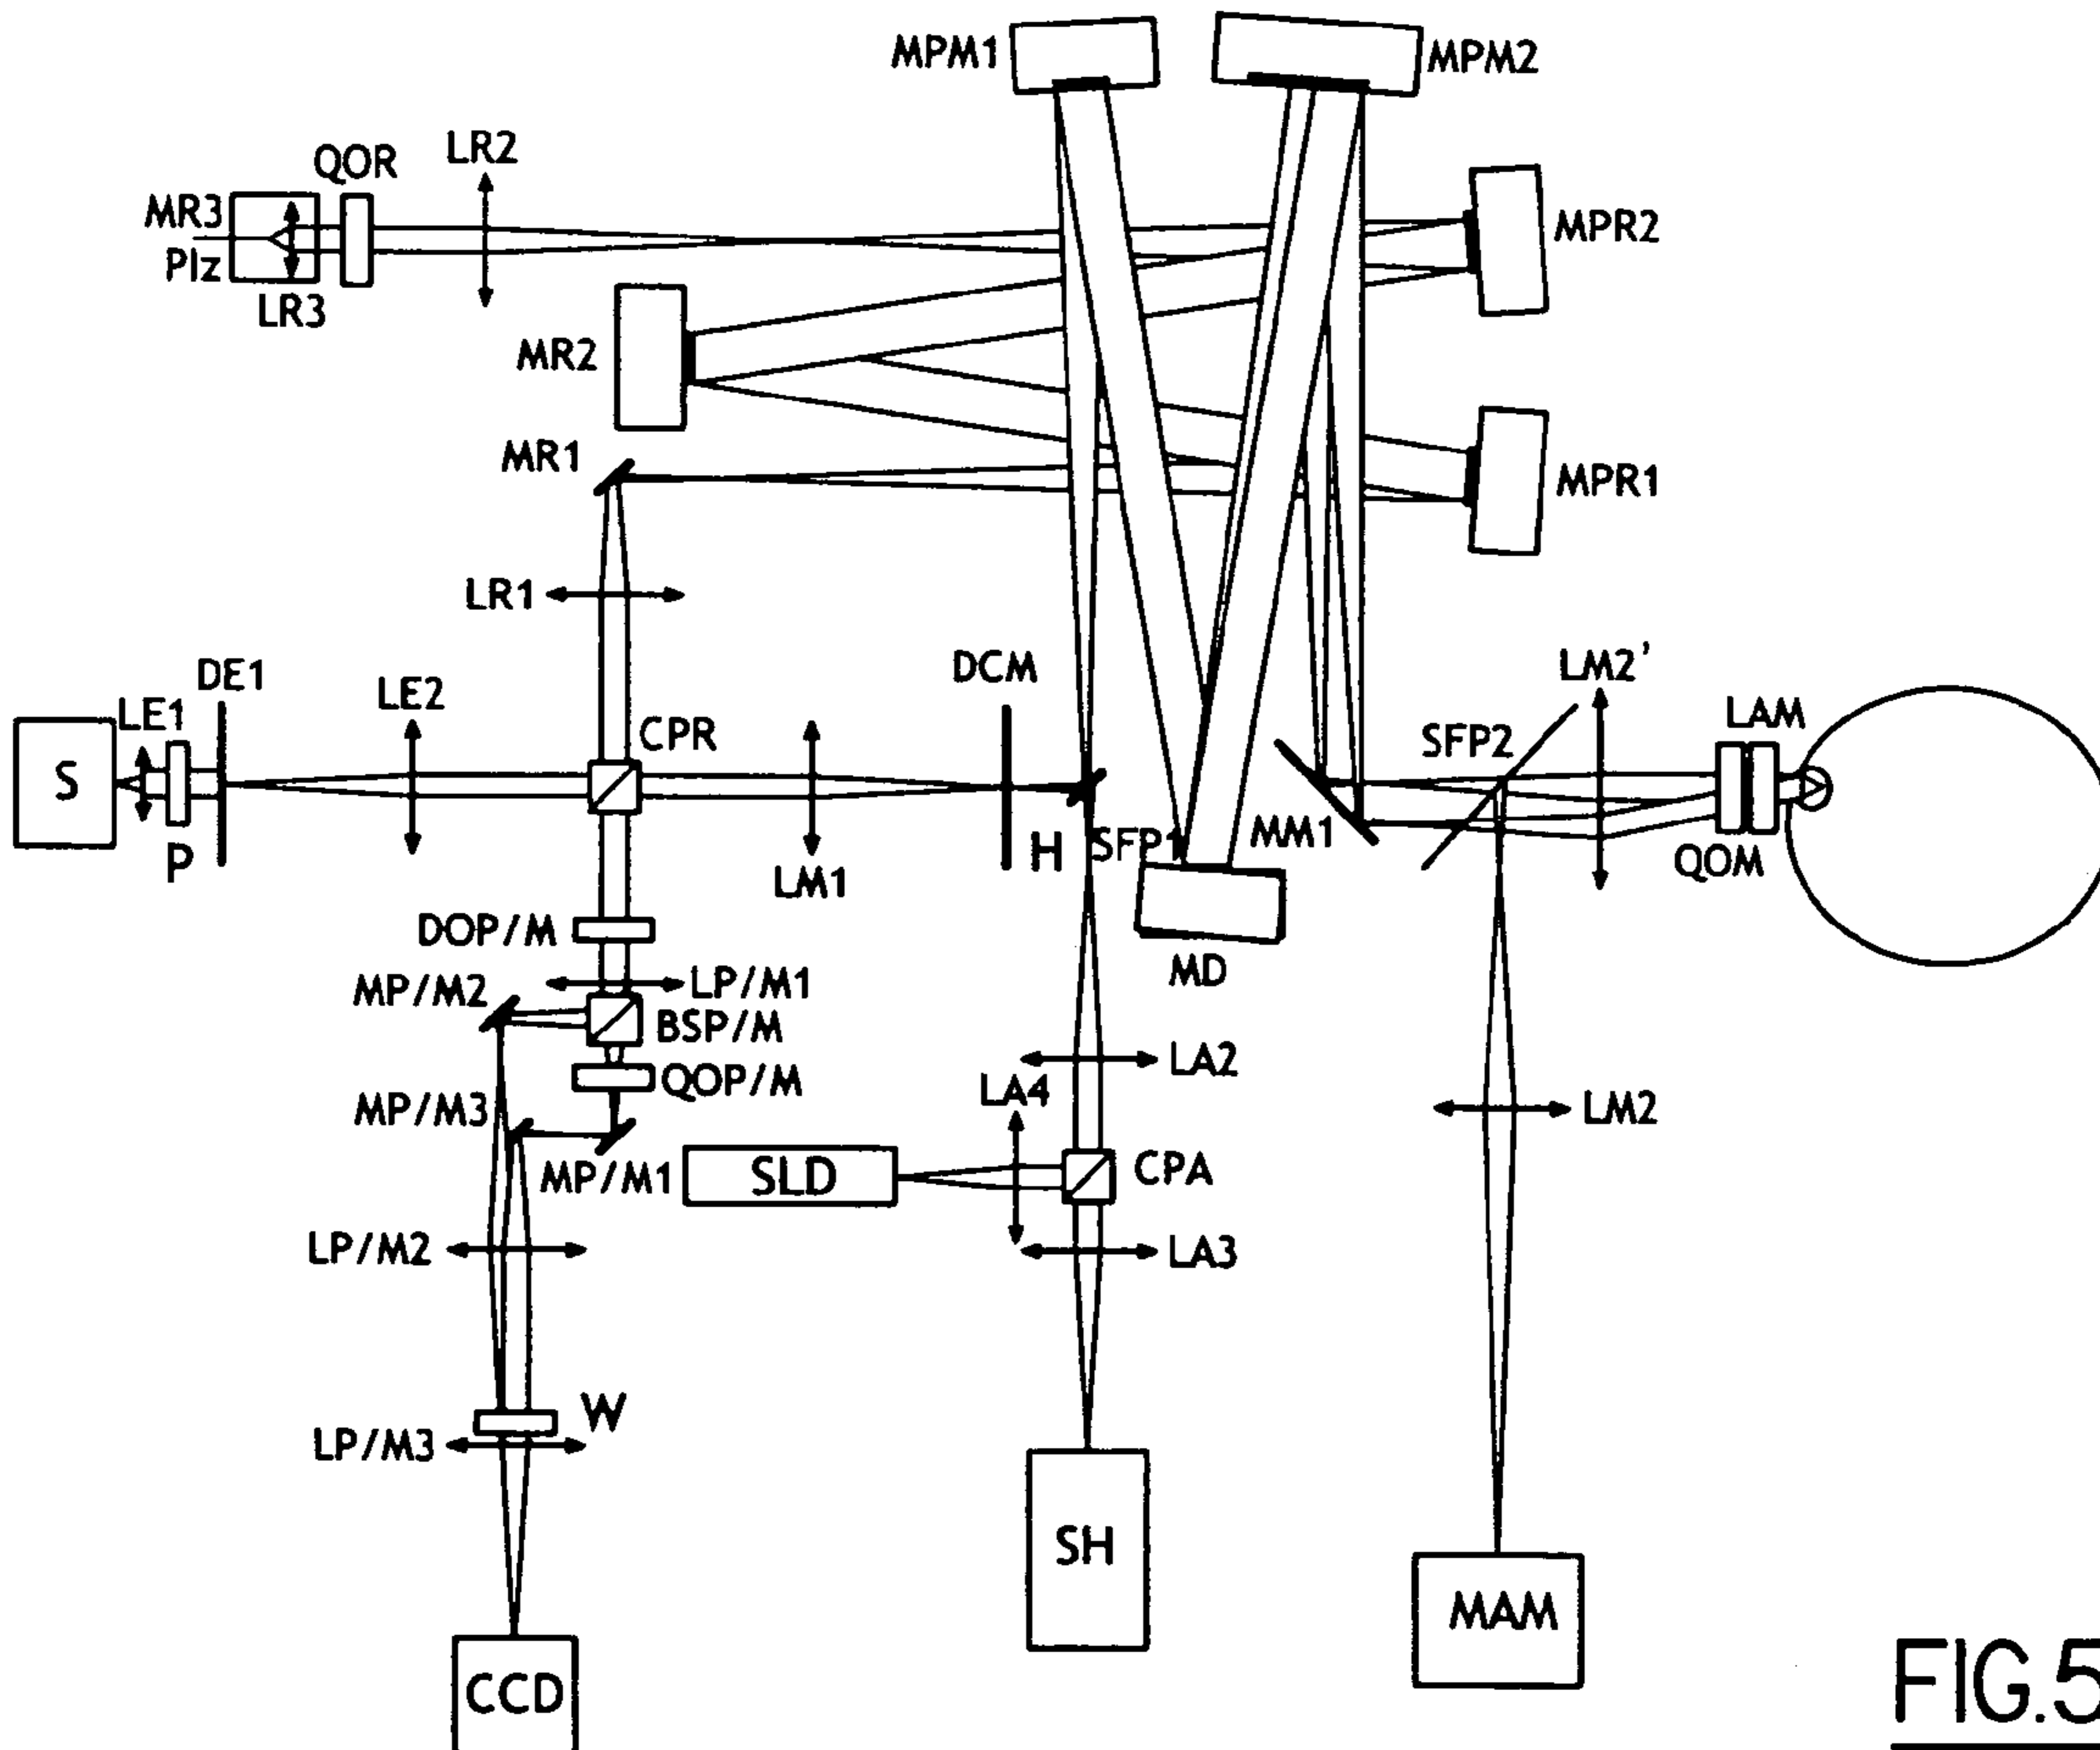 MPM1
MPM2
LR2
QOR
MR3
PIz
LR3
MPR2
MR2
MR1
MPR1
LR1
DE1
LE1
LE2
CPR
DCM
LM2'
LAM
SFP2
S
P
LM1
H
SFP1
MM1
QOM
DOP/M
MD
MP/M2
LP/M1
BSP/M
QOP/M
LA2
LA4
MP/M3
LM2
MP/M1
SLD
CPA
LP/M2
LA3
W
LP/M3
SH
MAM
CCD
FIG.5